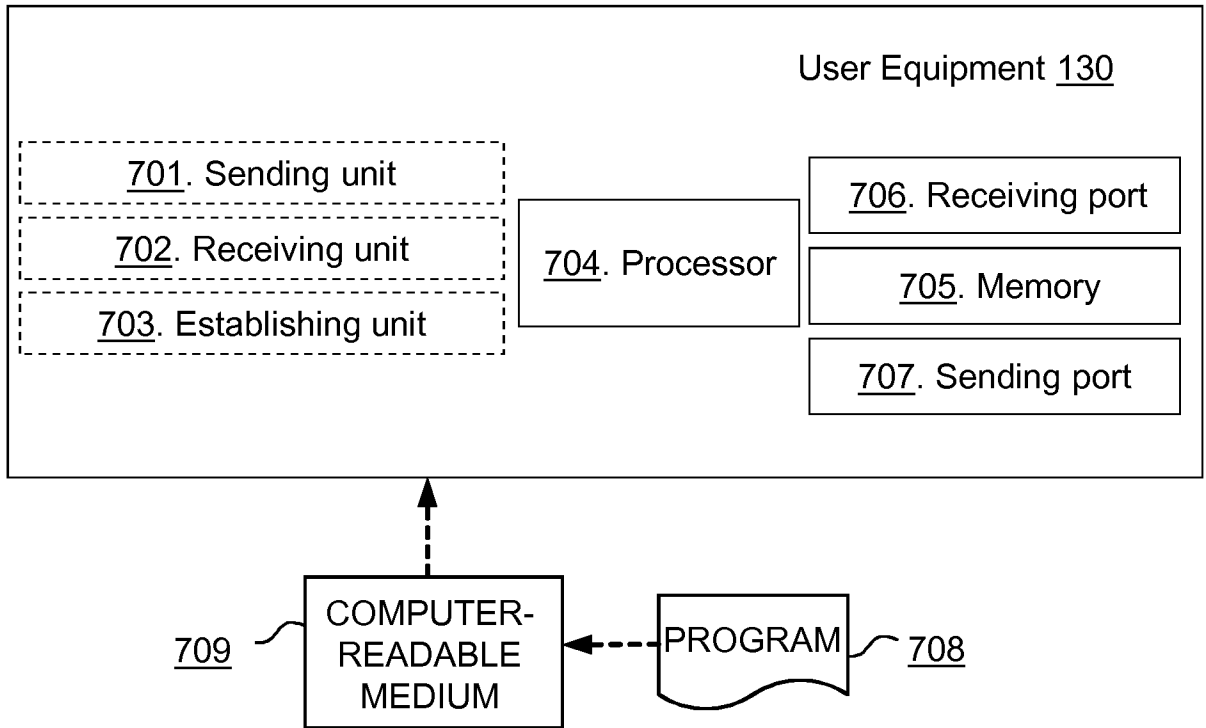 User Equipment 130
701. Sending unit
702. Receiving unit
703. Establishing unit
704. Processor
706. Receiving port
705. Memory
707. Sending port
709
COMPUTER-
READABLE
MEDIUM
PROGRAM
708